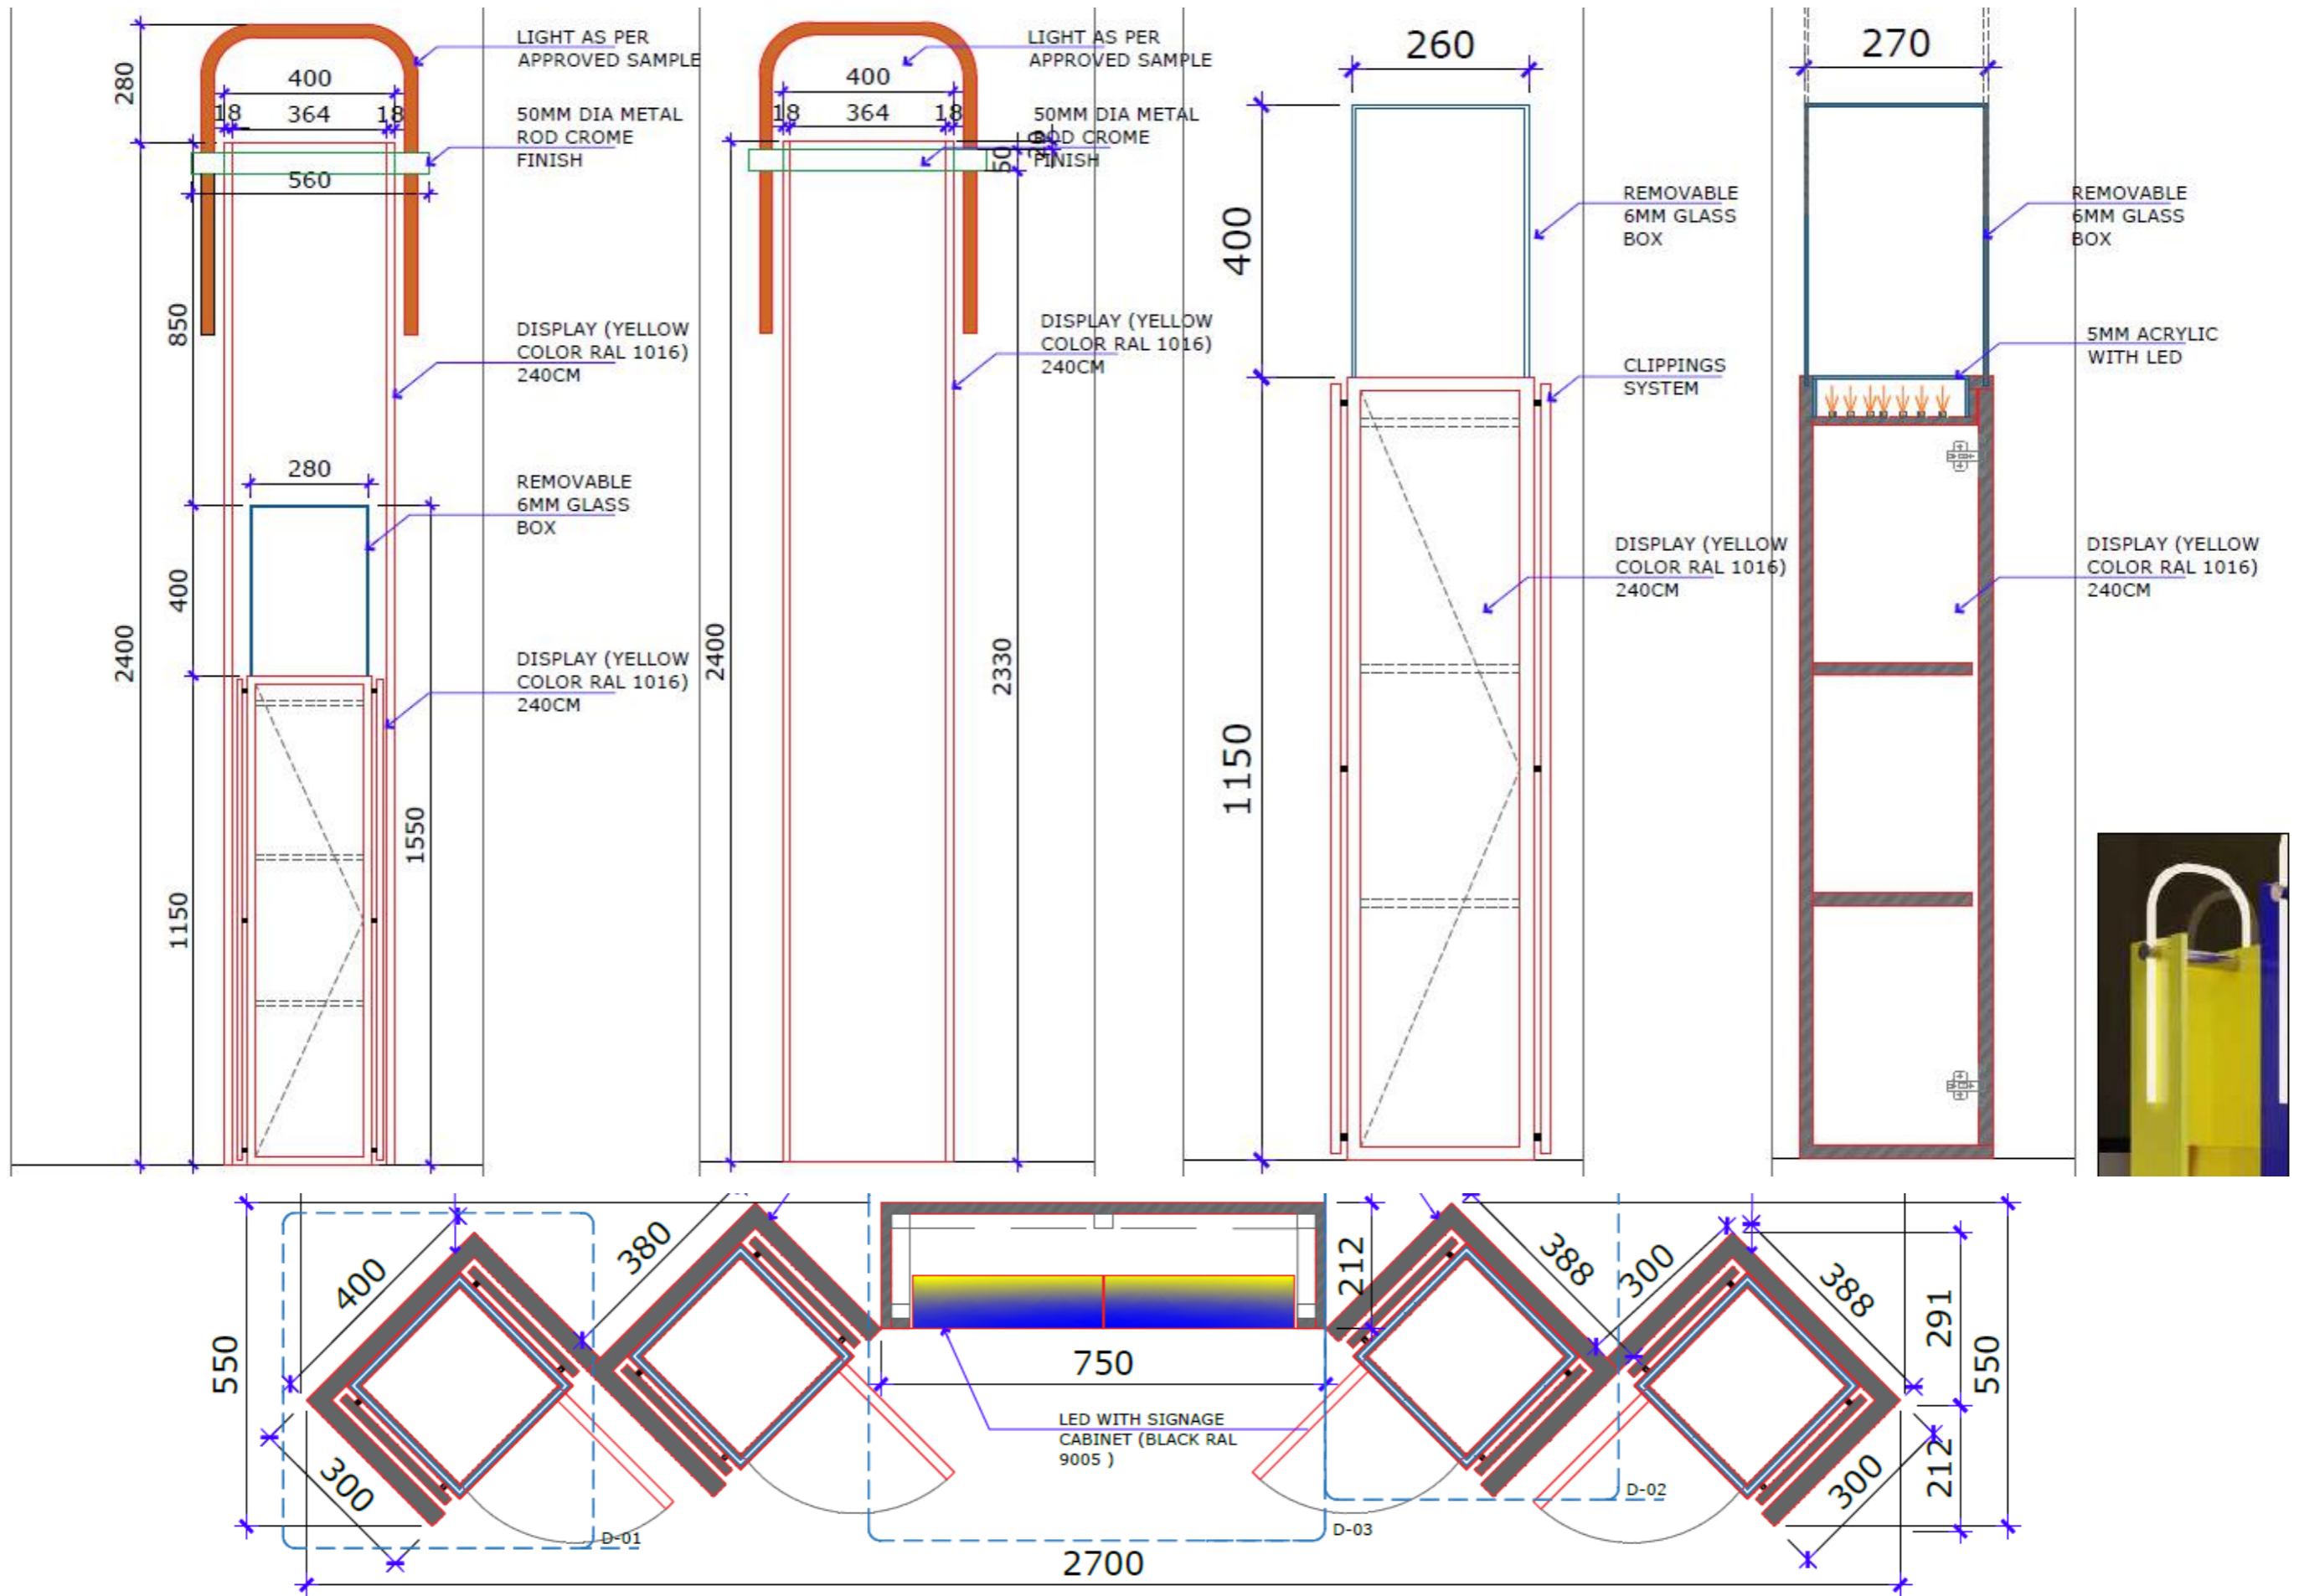 280
400
18
364
18
560
850
280
400
2400
1150
1550
LIGHT AS PER
APPROVED SAMPLE
50MM DIA METAL
ROD CROME
FINISH
DISPLAY (YELLOW
COLOR RAL 1016)
240CM
REMOVABLE
6MM GLASS
BOX
DISPLAY (YELLOW
COLOR RAL 1016)
240CM
400
18
364
18
20
50
2400
2330
LIGHT AS PER
APPROVED SAMPLE
50MM DIA METAL
ROD CROME
FINISH
DISPLAY (YELLOW
COLOR RAL 1016)
240CM
260
400
1150
REMOVABLE
6MM GLASS
BOX
CLIPPINGS
SYSTEM
DISPLAY (YELLOW
COLOR RAL 1016)
240CM
270
REMOVABLE
6MM GLASS
BOX
5MM ACRYLIC
WITH LED
DISPLAY (YELLOW
COLOR RAL 1016)
240CM
550
400
300
380
D-01
750
LED WITH SIGNAGE
CABINET (BLACK RAL
9005 )
D-03
212
388
300
D-02
388
291
212
300
550
2700